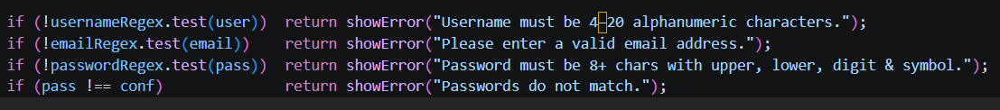 if (!usernameRegex.test(user))  return showError("Username must be 4–20 alphanumeric characters.");
if (!emailRegex.test(email))    return showError("Please enter a valid email address.");
if (!passwordRegex.test(pass))  return showError("Password must be 8+ chars with upper, lower, digit & symbol.");
if (pass !== conf)              return showError("Passwords do not match.");